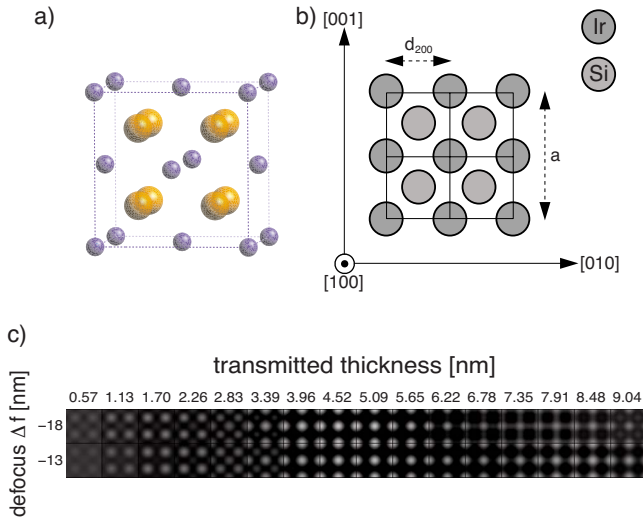 a)
b)
[001]
Ir
Si
d200
a
[100]
[010]
c)
transmitted thickness [nm]
defocus Δf [nm]
0.57 1.13 1.70 2.26 2.83 3.39 3.96 4.52 5.09 5.65 6.22 6.78 7.35 7.91 8.48 9.04
−18
−13